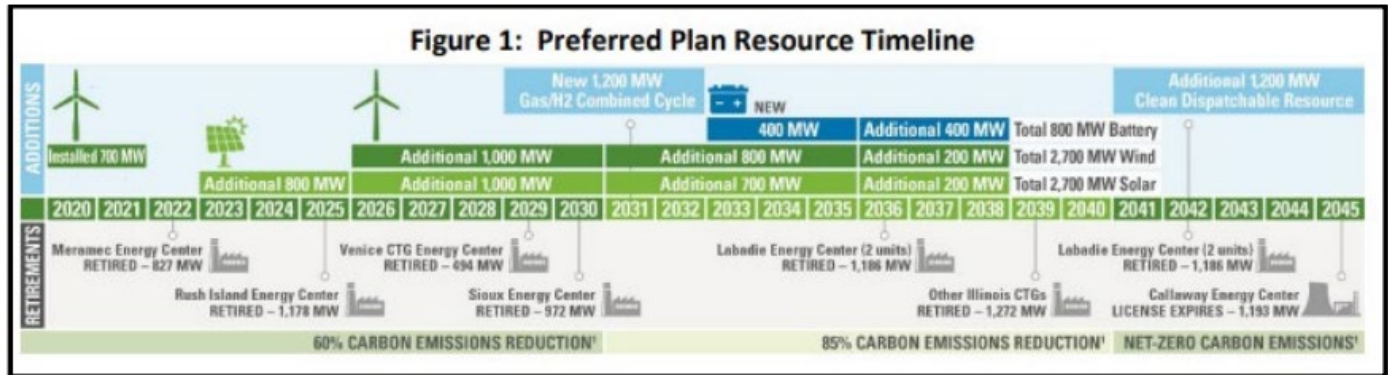 Figure 1: Preferred Plan Resource Timeline
ADDITIONS
New 1,200 MW
Gas/H2 Combined Cycle
Additional 1,200 MW
Clean Dispatchable Resource
- +
NEW
400 MW
Additional 400 MW
Total 800 MW Battery
Installed 700 MW
Additional 1,000 MW
Additional 800 MW
Additional 200 MW
Total 2,700 MW Wind
Additional 800 MW
Additional 1,000 MW
Additional 700 MW
Additional 200 MW
Total 2,700 MW Solar
2020 2021 2022 2023 2024 2025 2026 2027 2028 2029 2030 2031 2032 2033 2034 2035 2036 2037 2038 2039 2040 2041 2042 2043 2044 2045
RETIREMENTS
Meramec Energy Center
RETIRED – 827 MW
Venice CTG Energy Center
RETIRED – 494 MW
Labadie Energy Center (2 units)
RETIRED – 1,186 MW
Labadie Energy Center (2 units)
RETIRED – 1,186 MW
Rush Island Energy Center
RETIRED – 1,178 MW
Sioux Energy Center
RETIRED – 972 MW
Other Illinois CTGs
RETIRED – 1,272 MW
Callaway Energy Center
LICENSE EXPIRES – 1,193 MW
60% CARBON EMISSIONS REDUCTION¹
85% CARBON EMISSIONS REDUCTION¹
NET-ZERO CARBON EMISSIONS¹